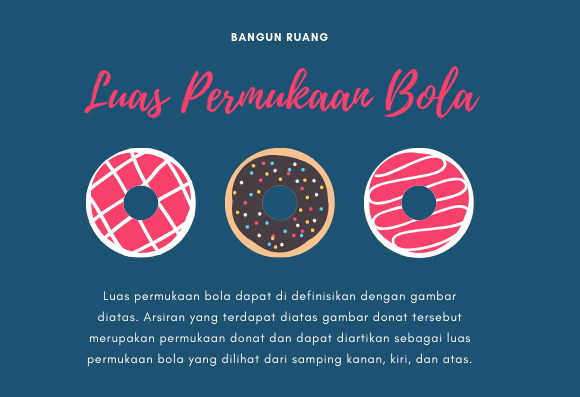 BANGUN RUANG
Luas Permukaan Bola
Luas permukaan bola dapat di definisikan dengan gambar
diatas. Arsiran yang terdapat diatas gambar donat tersebut
merupakan permukaan donat dan dapat diartikan sebagai luas
permukaan bola yang dilihat dari samping kanan, kiri, dan atas.